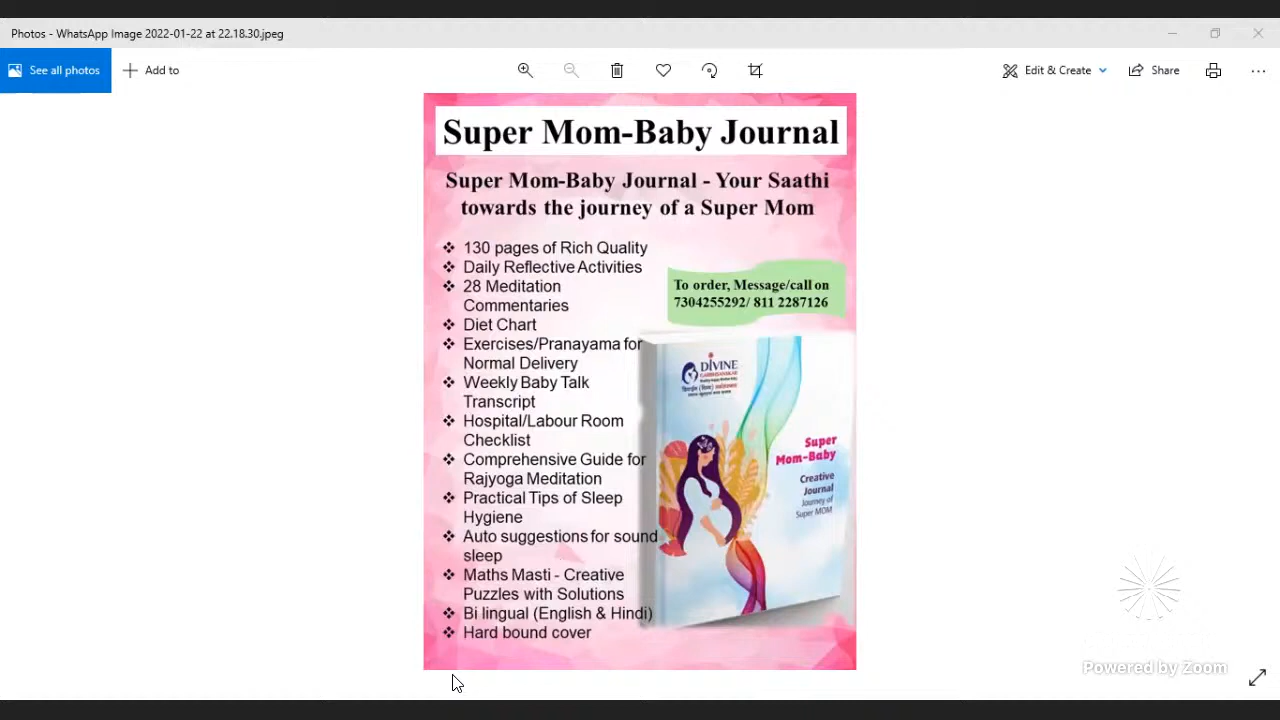 Photos - WhatsApp Image 2022-01-22 at 22.18.30.jpeg
See all photos
Add to
Edit & Create
Share
Super Mom-Baby Journal
Super Mom-Baby Journal - Your Saathi
towards the journey of a Super Mom
❖ 130 pages of Rich Quality
❖ Daily Reflective Activities
❖ 28 Meditation
Commentaries
❖ Diet Chart
❖ Exercises/Pranayama for
Normal Delivery
❖ Weekly Baby Talk
Transcript
❖ Hospital/Labour Room
Checklist
❖ Comprehensive Guide for
Rajyoga Meditation
❖ Practical Tips of Sleep
Hygiene
❖ Auto suggestions for sound
sleep
❖ Maths Masti - Creative
Puzzles with Solutions
❖ Bi lingual (English & Hindi)
❖ Hard bound cover
To order, Message/call on
7304255292/ 811 2287126
DIVINE
GARBHSANSKAR
Super
Mom-Baby
Creative
Journal
Journey of
Super MOM
Powered by Zoom